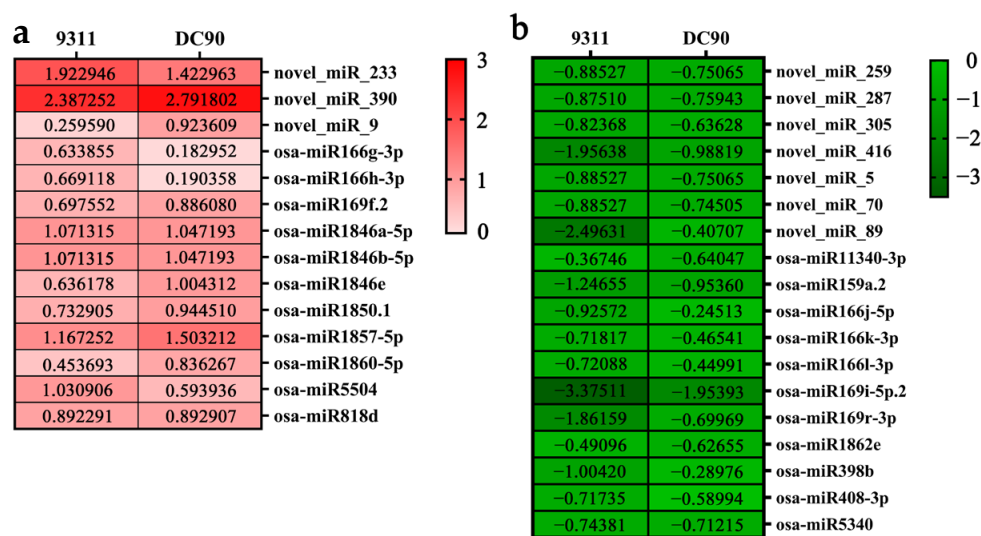 a
9311 DC90
1.922946 1.422963 novel_miR_233
2.387252 2.791802 novel_miR_390
0.259590 0.923609 novel_miR_9
0.633855 0.182952 osa-miR166g-3p
0.669118 0.190358 osa-miR166h-3p
0.697552 0.886080 osa-miR169f.2
1.071315 1.047193 osa-miR1846a-5p
1.071315 1.047193 osa-miR1846b-5p
0.636178 1.004312 osa-miR1846e
0.732905 0.944510 osa-miR1850.1
1.167252 1.503212 osa-miR1857-5p
0.453693 0.836267 osa-miR1860-5p
1.030906 0.593936 osa-miR5504
0.892291 0.892907 osa-miR818d
3
2
1
0
b
9311 DC90
−0.88527 −0.75065 novel_miR_259
−0.87510 −0.75943 novel_miR_287
−0.82368 −0.63628 novel_miR_305
−1.95638 −0.98819 novel_miR_416
−0.88527 −0.75065 novel_miR_5
−0.88527 −0.74505 novel_miR_70
−2.49631 −0.40707 novel_miR_89
−0.36746 −0.64047 osa-miR11340-3p
−1.24655 −0.95360 osa-miR159a.2
−0.92572 −0.24513 osa-miR166j-5p
−0.71817 −0.46541 osa-miR166k-3p
−0.72088 −0.44991 osa-miR166l-3p
−3.37511 −1.95393 osa-miR169i-5p.2
−1.86159 −0.69969 osa-miR169r-3p
−0.49096 −0.62655 osa-miR1862e
−1.00420 −0.28976 osa-miR398b
−0.71735 −0.58994 osa-miR408-3p
−0.74381 −0.71215 osa-miR5340
0
−1
−2
−3